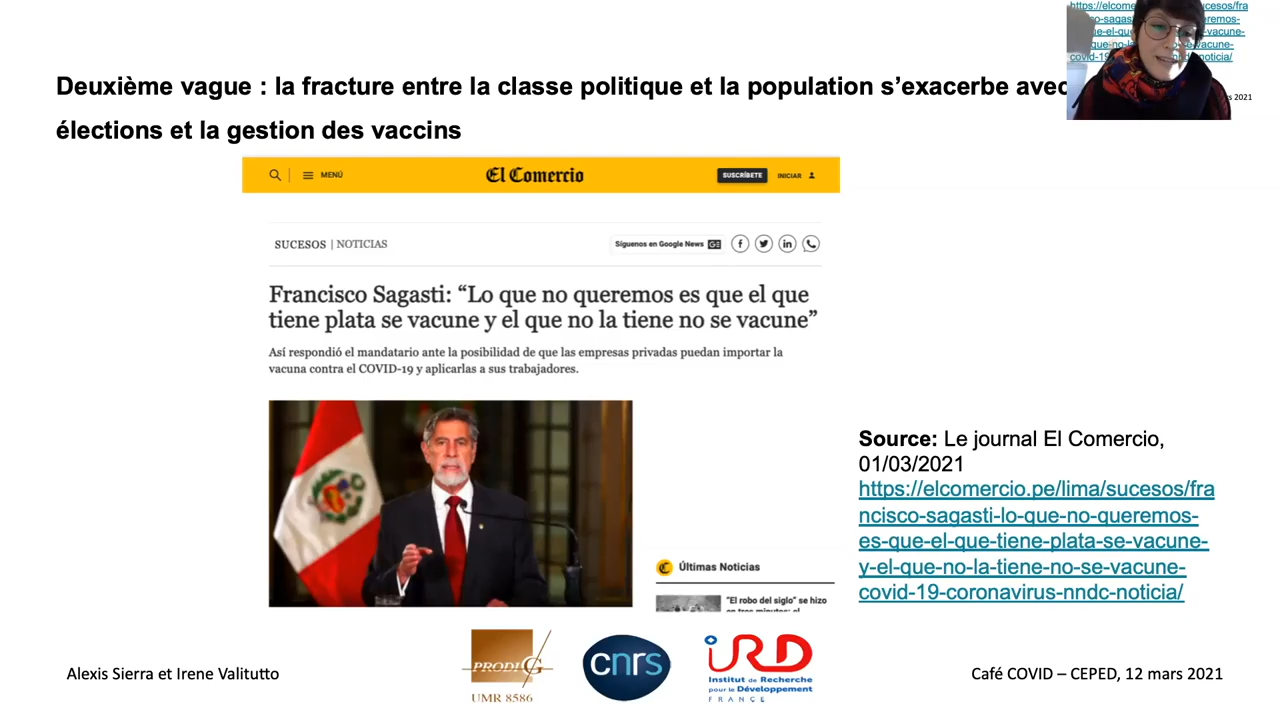 Deuxième vague : la fracture entre la classe politique et la population s’exacerbe avec
élections et la gestion des vaccins
MENÚ
El Comercio
SUSCRÍBETE
INICIAR
SUCESOS | NOTICIAS
Síguenos en Google News
Francisco Sagasti: “Lo que no queremos es que el que
tiene plata se vacune y el que no la tiene no se vacune”
Así respondió el mandatario ante la posibilidad de que las empresas privadas puedan importar la
vacuna contra el COVID-19 y aplicarlas a sus trabajadores.
Últimas Noticias
"El robo del siglo" se hizo
en tres minutos: el
Source: Le journal El Comercio,
01/03/2021
https://elcomercio.pe/lima/sucesos/fra
ncisco-sagasti-lo-que-no-queremos-
es-que-el-que-tiene-plata-se-vacune-
y-el-que-no-la-tiene-no-se-vacune-
covid-19-coronavirus-nndc-noticia/
PRODIG
UMR 8586
cnrs
iRD
Institut de Recherche
pour le Développement
FRANCE
Alexis Sierra et Irene Valitutto
Café COVID – CEPED, 12 mars 2021